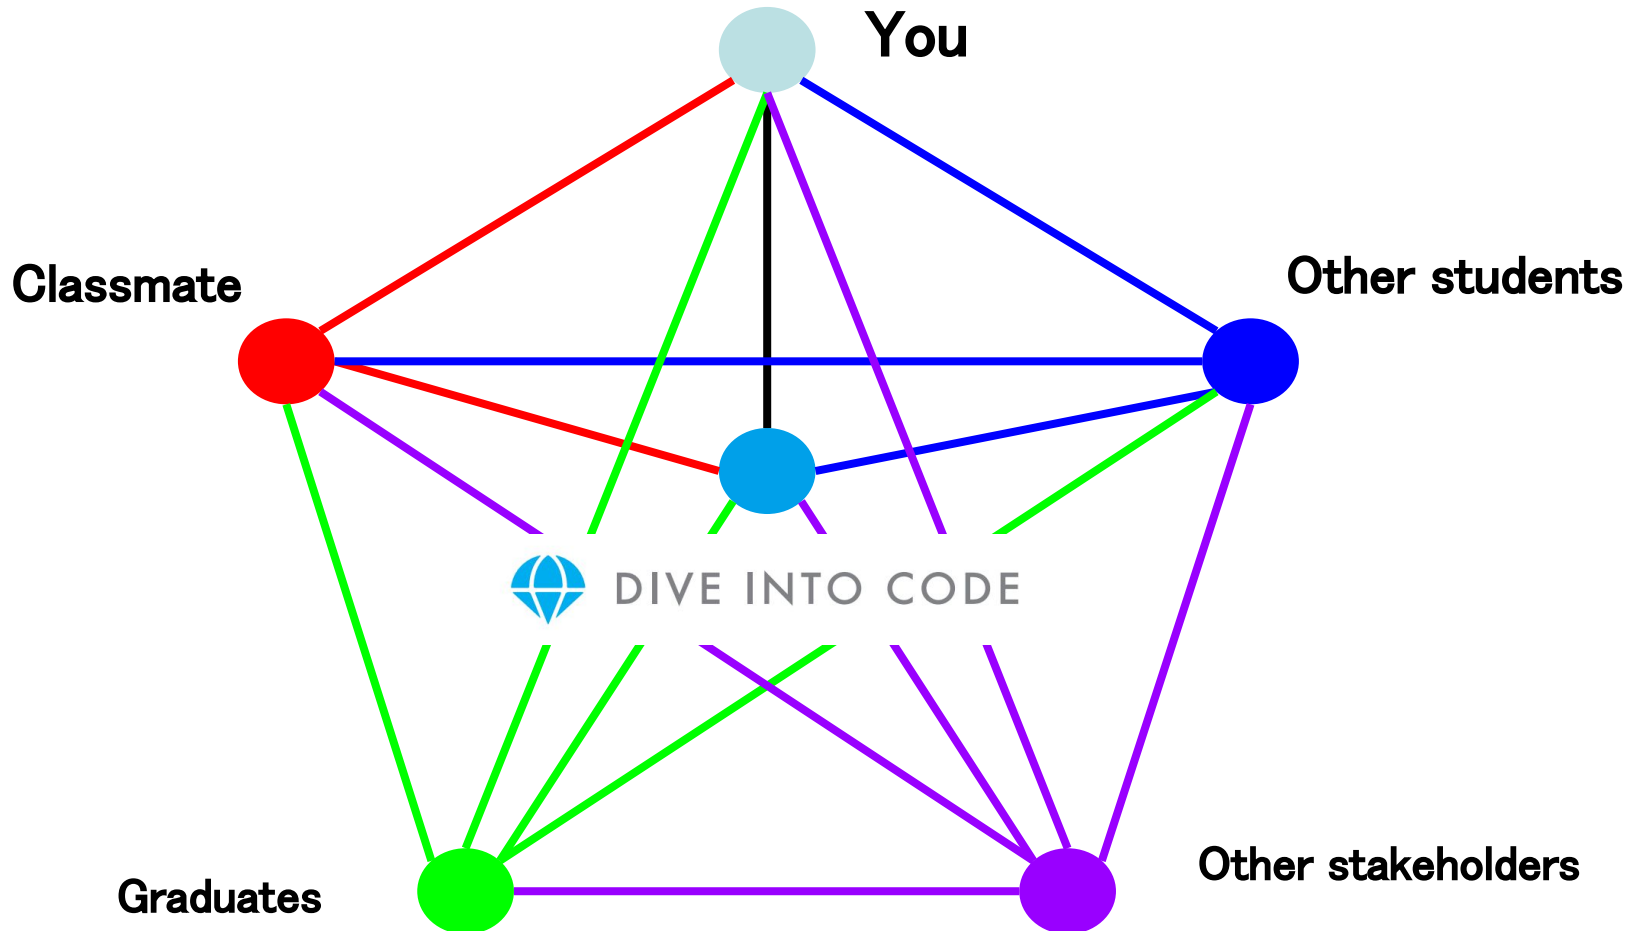 You
Classmate
Other students
DIVE INTO CODE
Graduates
Other stakeholders